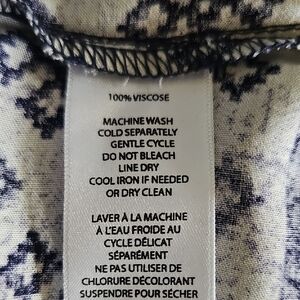 100% VISCOSE
MACHINE WASH
COLD SEPARATELY
GENTLE CYCLE
DO NOT BLEACH
LINE DRY
COOL IRON IF NEEDED
OR DRY CLEAN
LAVER À LA MACHINE
À L'EAU FROIDE AU
CYCLE DÉLICAT
SÉPARÉMENT
NE PAS UTILISER DE
CHLORURE DÉCOLORANT
SUSPENDRE POUR SÉCHER